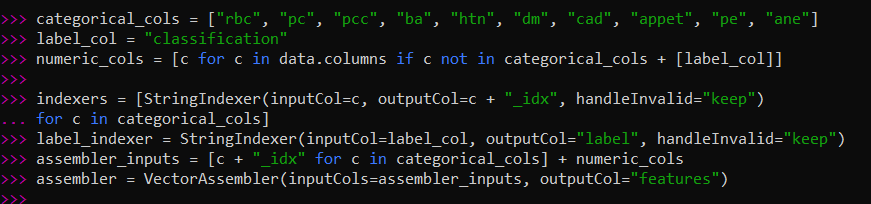 >>> categorical_cols = ["rbc", "pc", "pcc", "ba", "htn", "dm", "cad", "appet", "pe", "ane"]
>>> label_col = "classification"
>>> numeric_cols = [c for c in data.columns if c not in categorical_cols + [label_col]]
>>>
>>> indexers = [StringIndexer(inputCol=c, outputCol=c + "_idx", handleInvalid="keep")
... for c in categorical_cols]
>>> label_indexer = StringIndexer(inputCol=label_col, outputCol="label", handleInvalid="keep")
>>> assembler_inputs = [c + "_idx" for c in categorical_cols] + numeric_cols
>>> assembler = VectorAssembler(inputCols=assembler_inputs, outputCol="features")
>>>